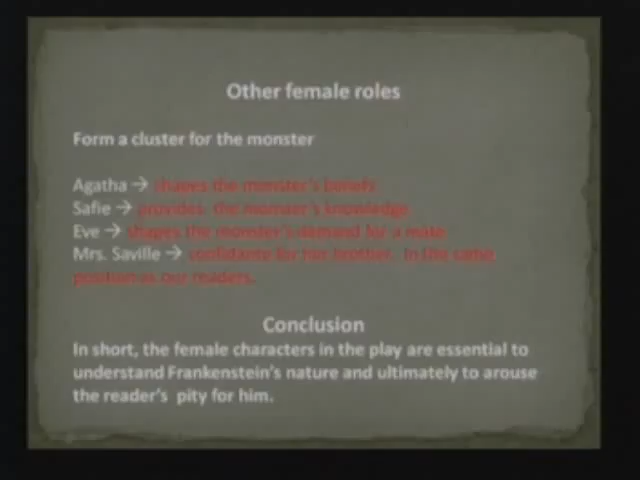 Other female roles
Form a cluster for the monster
Agatha → shapes the monster's beliefs
Safie → provides the monster's knowledge
Eve → shapes the monster's demand for a mate
Mrs. Saville → confidante for her brother. In the same
position as our readers.
Conclusion
In short, the female characters in the play are essential to
understand Frankenstein's nature and ultimately to arouse
the reader's pity for him.